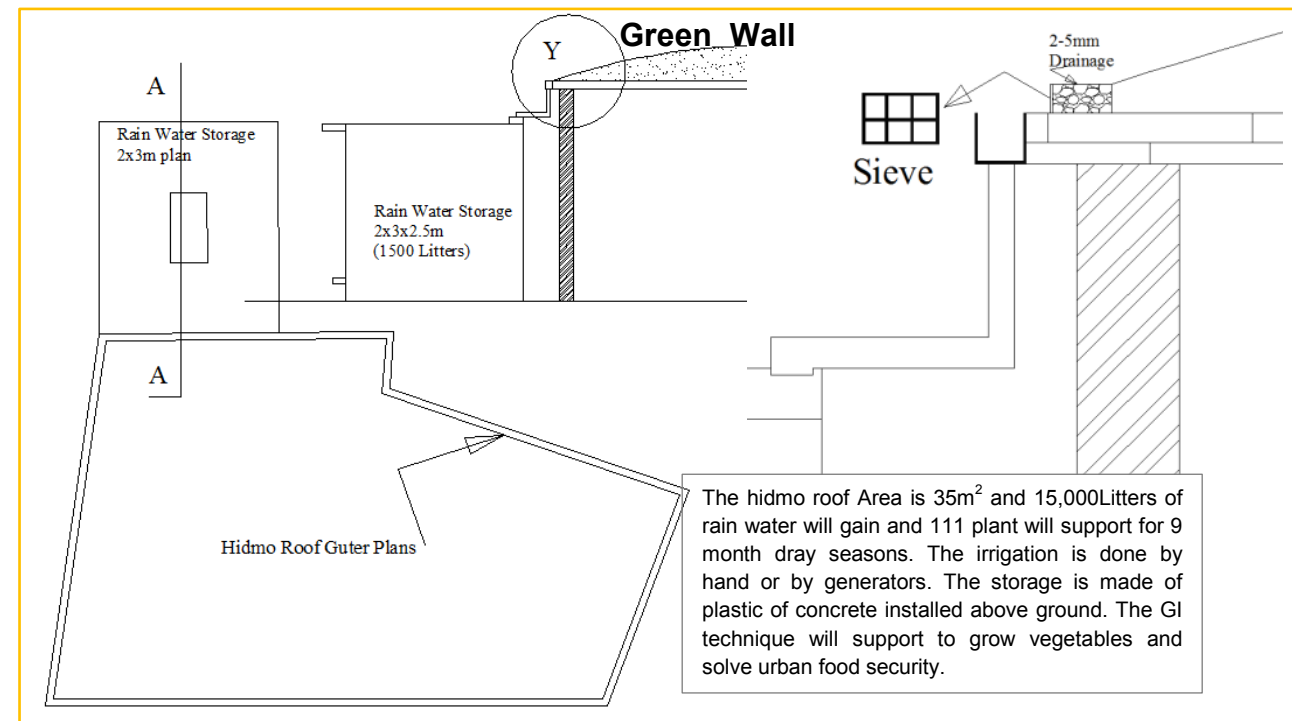 Green Wall
Y
A
Rain Water Storage
2x3m plan
Rain Water Storage
2x3x2.5m
(1500 Litters)
A
Hidmo Roof Guter Plans
2-5mm
Drainage
Sieve
The hidmo roof Area is 35m² and 15,000Litters of
rain water will gain and 111 plant will support for 9
month dray seasons. The irrigation is done by
hand or by generators. The storage is made of
plastic of concrete installed above ground. The GI
technique will support to grow vegetables and
solve urban food security.